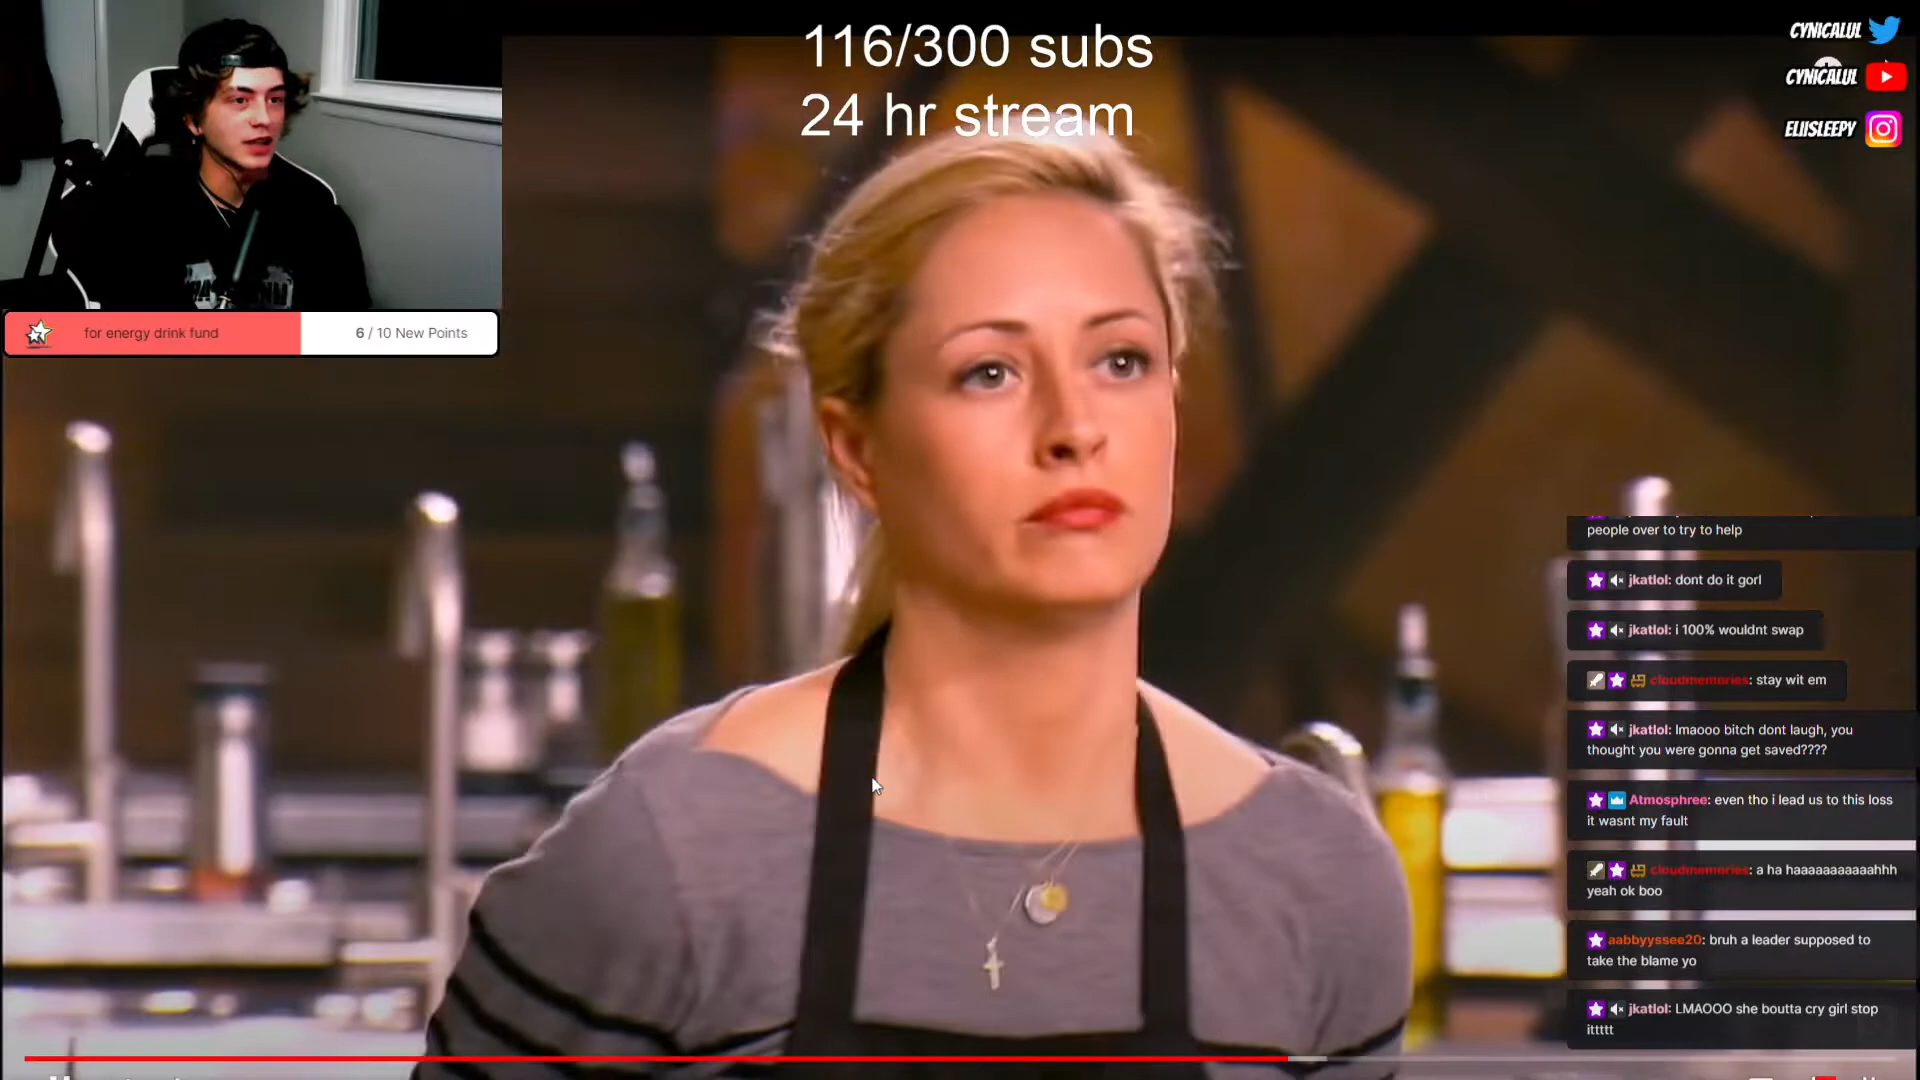 116/300 subs
24 hr stream
CYNICALUL
CYNICALUL
ELIISLEEPY
for energy drink fund
6 / 10 New Points
people over to try to help
jkatlol: dont do it gorl
jkatlol: i 100% wouldnt swap
cloudmemories: stay wit em
jkatlol: lmaooo bitch dont laugh, you
thought you were gonna get saved????
Atmosphree: even tho i lead us to this loss
it wasnt my fault
cloudmemories: a ha haaaaaaaaaaahhh
yeah ok boo
aabbyyssee20: bruh a leader supposed to
take the blame yo
jkatlol: LMAOOO she boutta cry girl stop
ittttt